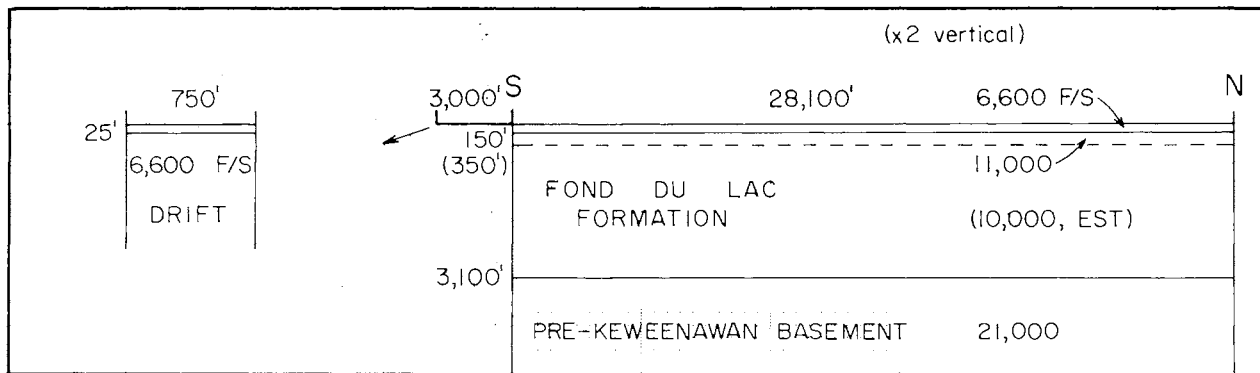 (x2 vertical)
750'
3,000'
S
28,100'
6,600 F/S
N
25'
150'
(350')
6,600 F/S
11,000
DRIFT
FOND DU LAC
FORMATION
(10,000, EST)
3,100'
PRE-KEWEENAWAN BASEMENT
21,000